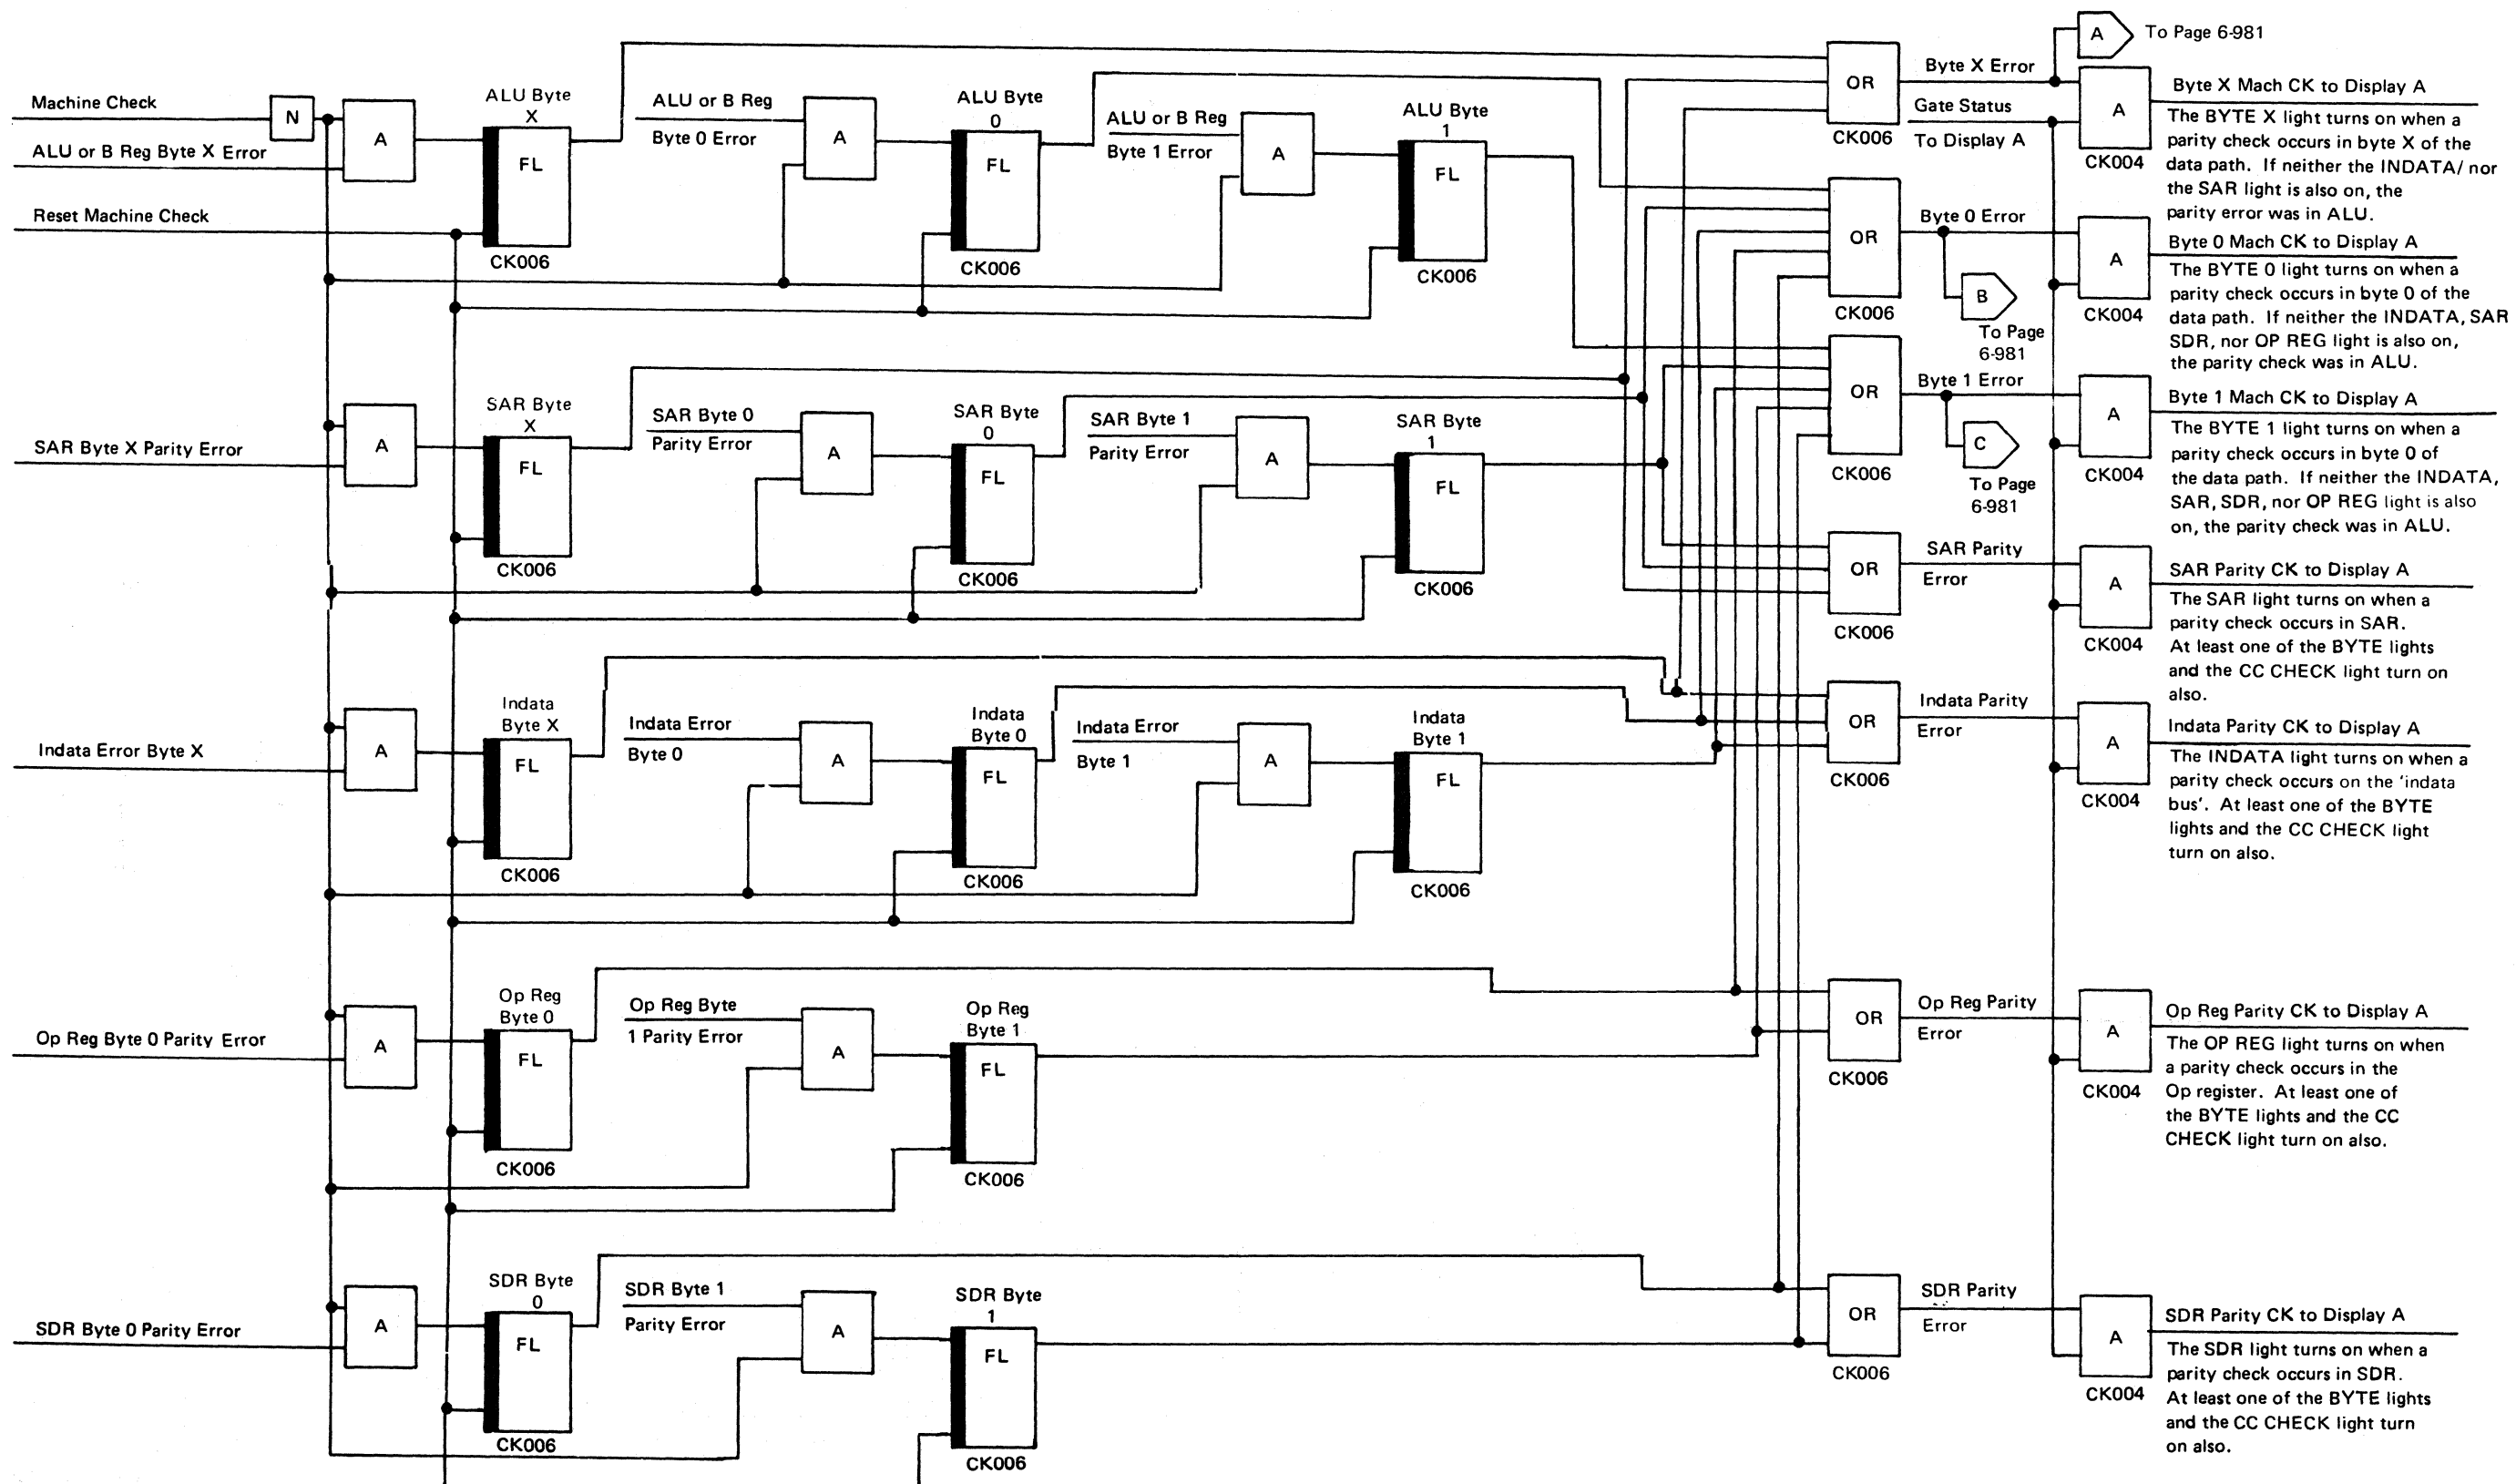 A
To Page 6-981
Machine Check
N
A
ALU or B Reg Byte X Error
Reset Machine Check
ALU Byte
X
FL
CK006
ALU or B Reg
Byte 0 Error
A
ALU Byte
0
FL
CK006
ALU or B Reg
Byte 1 Error
A
ALU Byte
1
FL
CK006
OR
CK006
Byte X Error
Gate Status
To Display A
A
CK004
Byte X Mach CK to Display A
The BYTE X light turns on when a
parity check occurs in byte X of the
data path. If neither the INDATA/ nor
the SAR light is also on, the
parity error was in ALU.
OR
CK006
Byte 0 Error
B
To Page
6-981
A
CK004
Byte 0 Mach CK to Display A
The BYTE 0 light turns on when a
parity check occurs in byte 0 of the
data path. If neither the INDATA, SAR
SDR, nor OP REG light is also on,
the parity check was in ALU.
OR
CK006
Byte 1 Error
C
To Page
6-981
A
CK004
Byte 1 Mach CK to Display A
The BYTE 1 light turns on when a
parity check occurs in byte 0 of
the data path. If neither the INDATA,
SAR, SDR, nor OP REG light is also
on, the parity check was in ALU.
SAR Byte X Parity Error
A
SAR Byte
X
FL
CK006
SAR Byte 0
Parity Error
A
SAR Byte
0
FL
CK006
SAR Byte 1
Parity Error
A
SAR Byte
1
FL
CK006
OR
CK006
SAR Parity
Error
A
CK004
SAR Parity CK to Display A
The SAR light turns on when a
parity check occurs in SAR.
At least one of the BYTE lights
and the CC CHECK light turn on
also.
Indata Error Byte X
A
Indata
Byte X
FL
CK006
Indata Error
Byte 0
A
Indata
Byte 0
FL
CK006
Indata Error
Byte 1
A
Indata
Byte 1
FL
CK006
OR
CK006
Indata Parity
Error
A
CK004
Indata Parity CK to Display A
The INDATA light turns on when a
parity check occurs on the 'indata
bus'. At least one of the BYTE
lights and the CC CHECK light
turn on also.
Op Reg Byte 0 Parity Error
A
Op Reg
Byte 0
FL
CK006
Op Reg Byte
1 Parity Error
A
Op Reg
Byte 1
FL
CK006
OR
CK006
Op Reg Parity
Error
A
CK004
Op Reg Parity CK to Display A
The OP REG light turns on when
a parity check occurs in the
Op register. At least one of
the BYTE lights and the CC
CHECK light turn on also.
SDR Byte 0 Parity Error
A
SDR Byte
0
FL
CK006
SDR Byte 1
Parity Error
A
SDR Byte
1
FL
CK006
OR
CK006
SDR Parity
Error
A
CK004
SDR Parity CK to Display A
The SDR light turns on when a
parity check occurs in SDR.
At least one of the BYTE lights
and the CC CHECK light turn
on also.